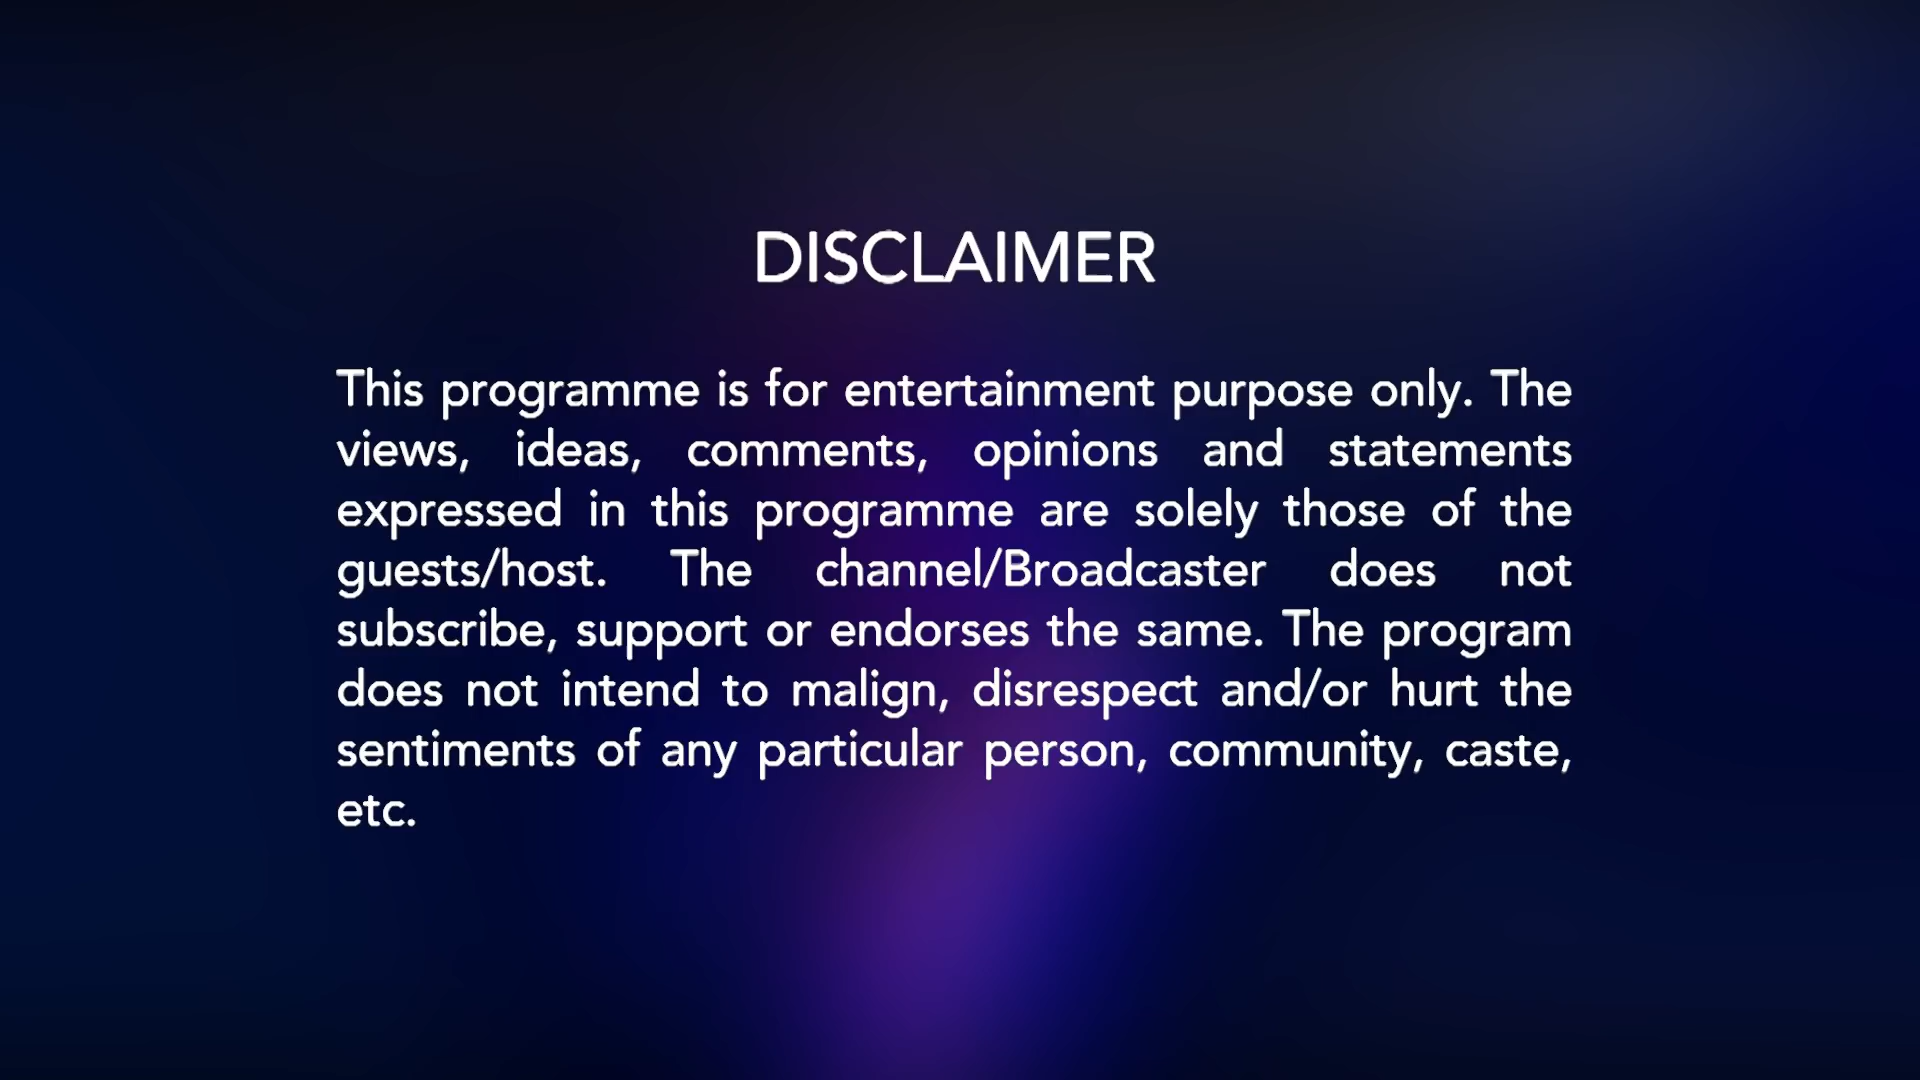 DISCLAIMER
This programme is for entertainment purpose only. The
views, ideas, comments, opinions and statements
expressed in this programme are solely those of the
guests/host. The channel/Broadcaster does not
subscribe, support or endorses the same. The program
does not intend to malign, disrespect and/or hurt the
sentiments of any particular person, community, caste,
etc.